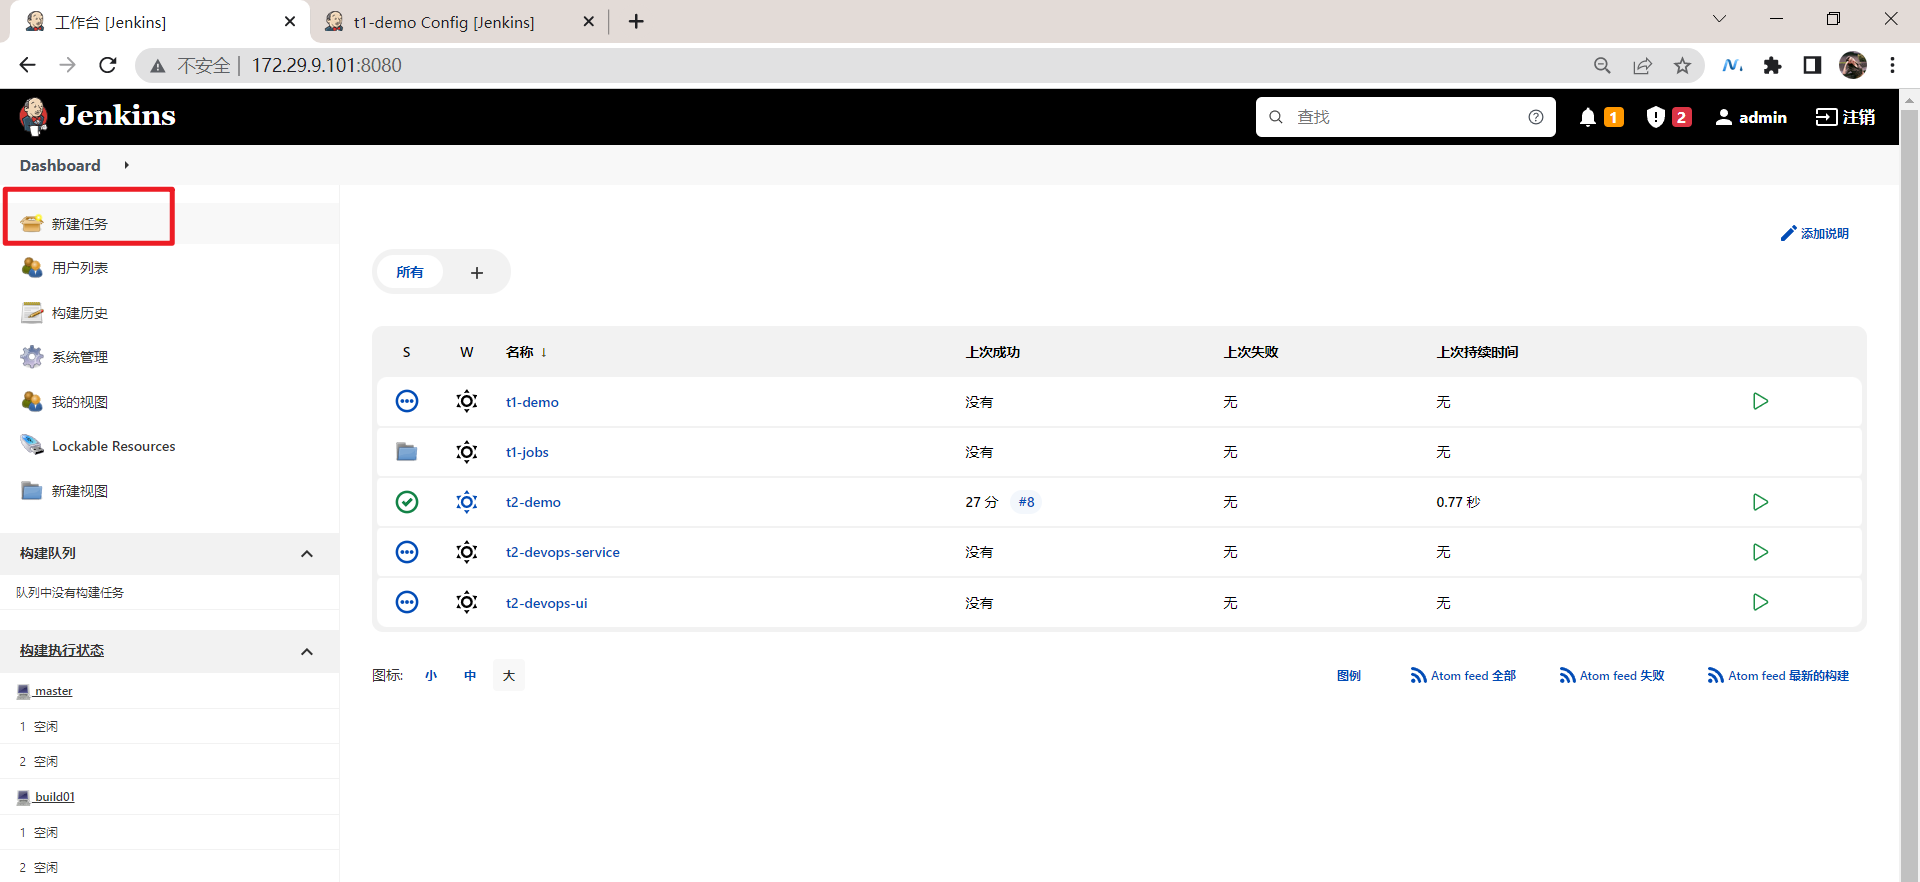 工作台 [Jenkins]
t1-demo Config [Jenkins]
不安全 | 172.29.9.101:8080
Jenkins
查找
1
2
admin
注销
Dashboard
新建任务
用户列表
构建历史
系统管理
我的视图
Lockable Resources
新建视图
构建队列
队列中没有构建任务
构建执行状态
master
1 空闲
2 空闲
build01
1 空闲
2 空闲
添加说明
所有 +
S W 名称 ↓ 上次成功 上次失败 上次持续时间
t1-demo 没有 无 无
t1-jobs 没有 无 无
t2-demo 27 分 #8 无 0.77 秒
t2-devops-service 没有 无 无
t2-devops-ui 没有 无 无
图标: 小 中 大
图例 Atom feed 全部 Atom feed 失败 Atom feed 最新的构建